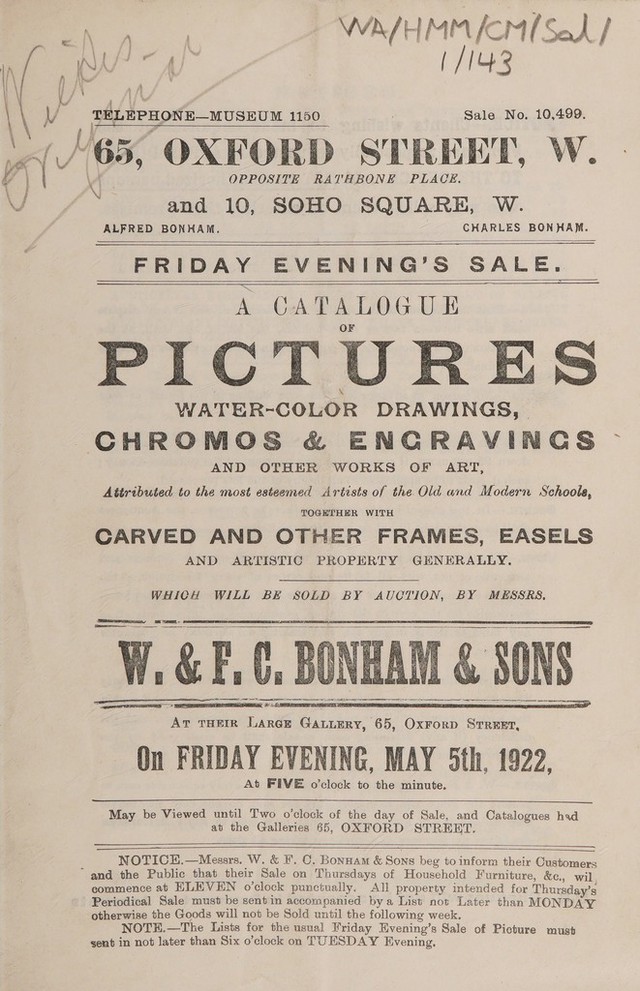 WA/HMM/CM/Sal/
1/143
TELEPHONE—MUSEUM 1150 Sale No. 10,499.
65, OXFORD STREET, W.
OPPOSITE RATHBONE PLACE.
and 10, SOHO SQUARE, W.
ALFRED BONHAM. CHARLES BONHAM.
FRIDAY EVENING'S SALE.
A CATALOGUE
OF
PICTURES
WATER-COLOR DRAWINGS,
CHROMOS & ENGRAVINGS
AND OTHER WORKS OF ART,
Attributed to the most esteemed Artists of the Old and Modern Schools,
TOGETHER WITH
CARVED AND OTHER FRAMES, EASELS
AND ARTISTIC PROPERTY GENERALLY.
WHICH WILL BE SOLD BY AUCTION, BY MESSRS.
W. & F. C. BONHAM & SONS
AT THEIR LARGE GALLERY, 65, OXFORD STREET,
On FRIDAY EVENING, MAY 5th, 1922,
At FIVE o'clock to the minute.
May be Viewed until Two o'clock of the day of Sale, and Catalogues had
at the Galleries 65, OXFORD STREET.
NOTICE.—Messrs. W. & F. C. BONHAM & SONS beg to inform their Customers
and the Public that their Sale on Thursdays of Household Furniture, &c., wil
commence at ELEVEN o'clock punctually. All property intended for Thursday's
Periodical Sale must be sent in accompanied by a List not Later than MONDAY
otherwise the Goods will not be Sold until the following week.
NOTE.—The Lists for the usual Friday Evening's Sale of Picture must
sent in not later than Six o'clock on TUESDAY Evening.